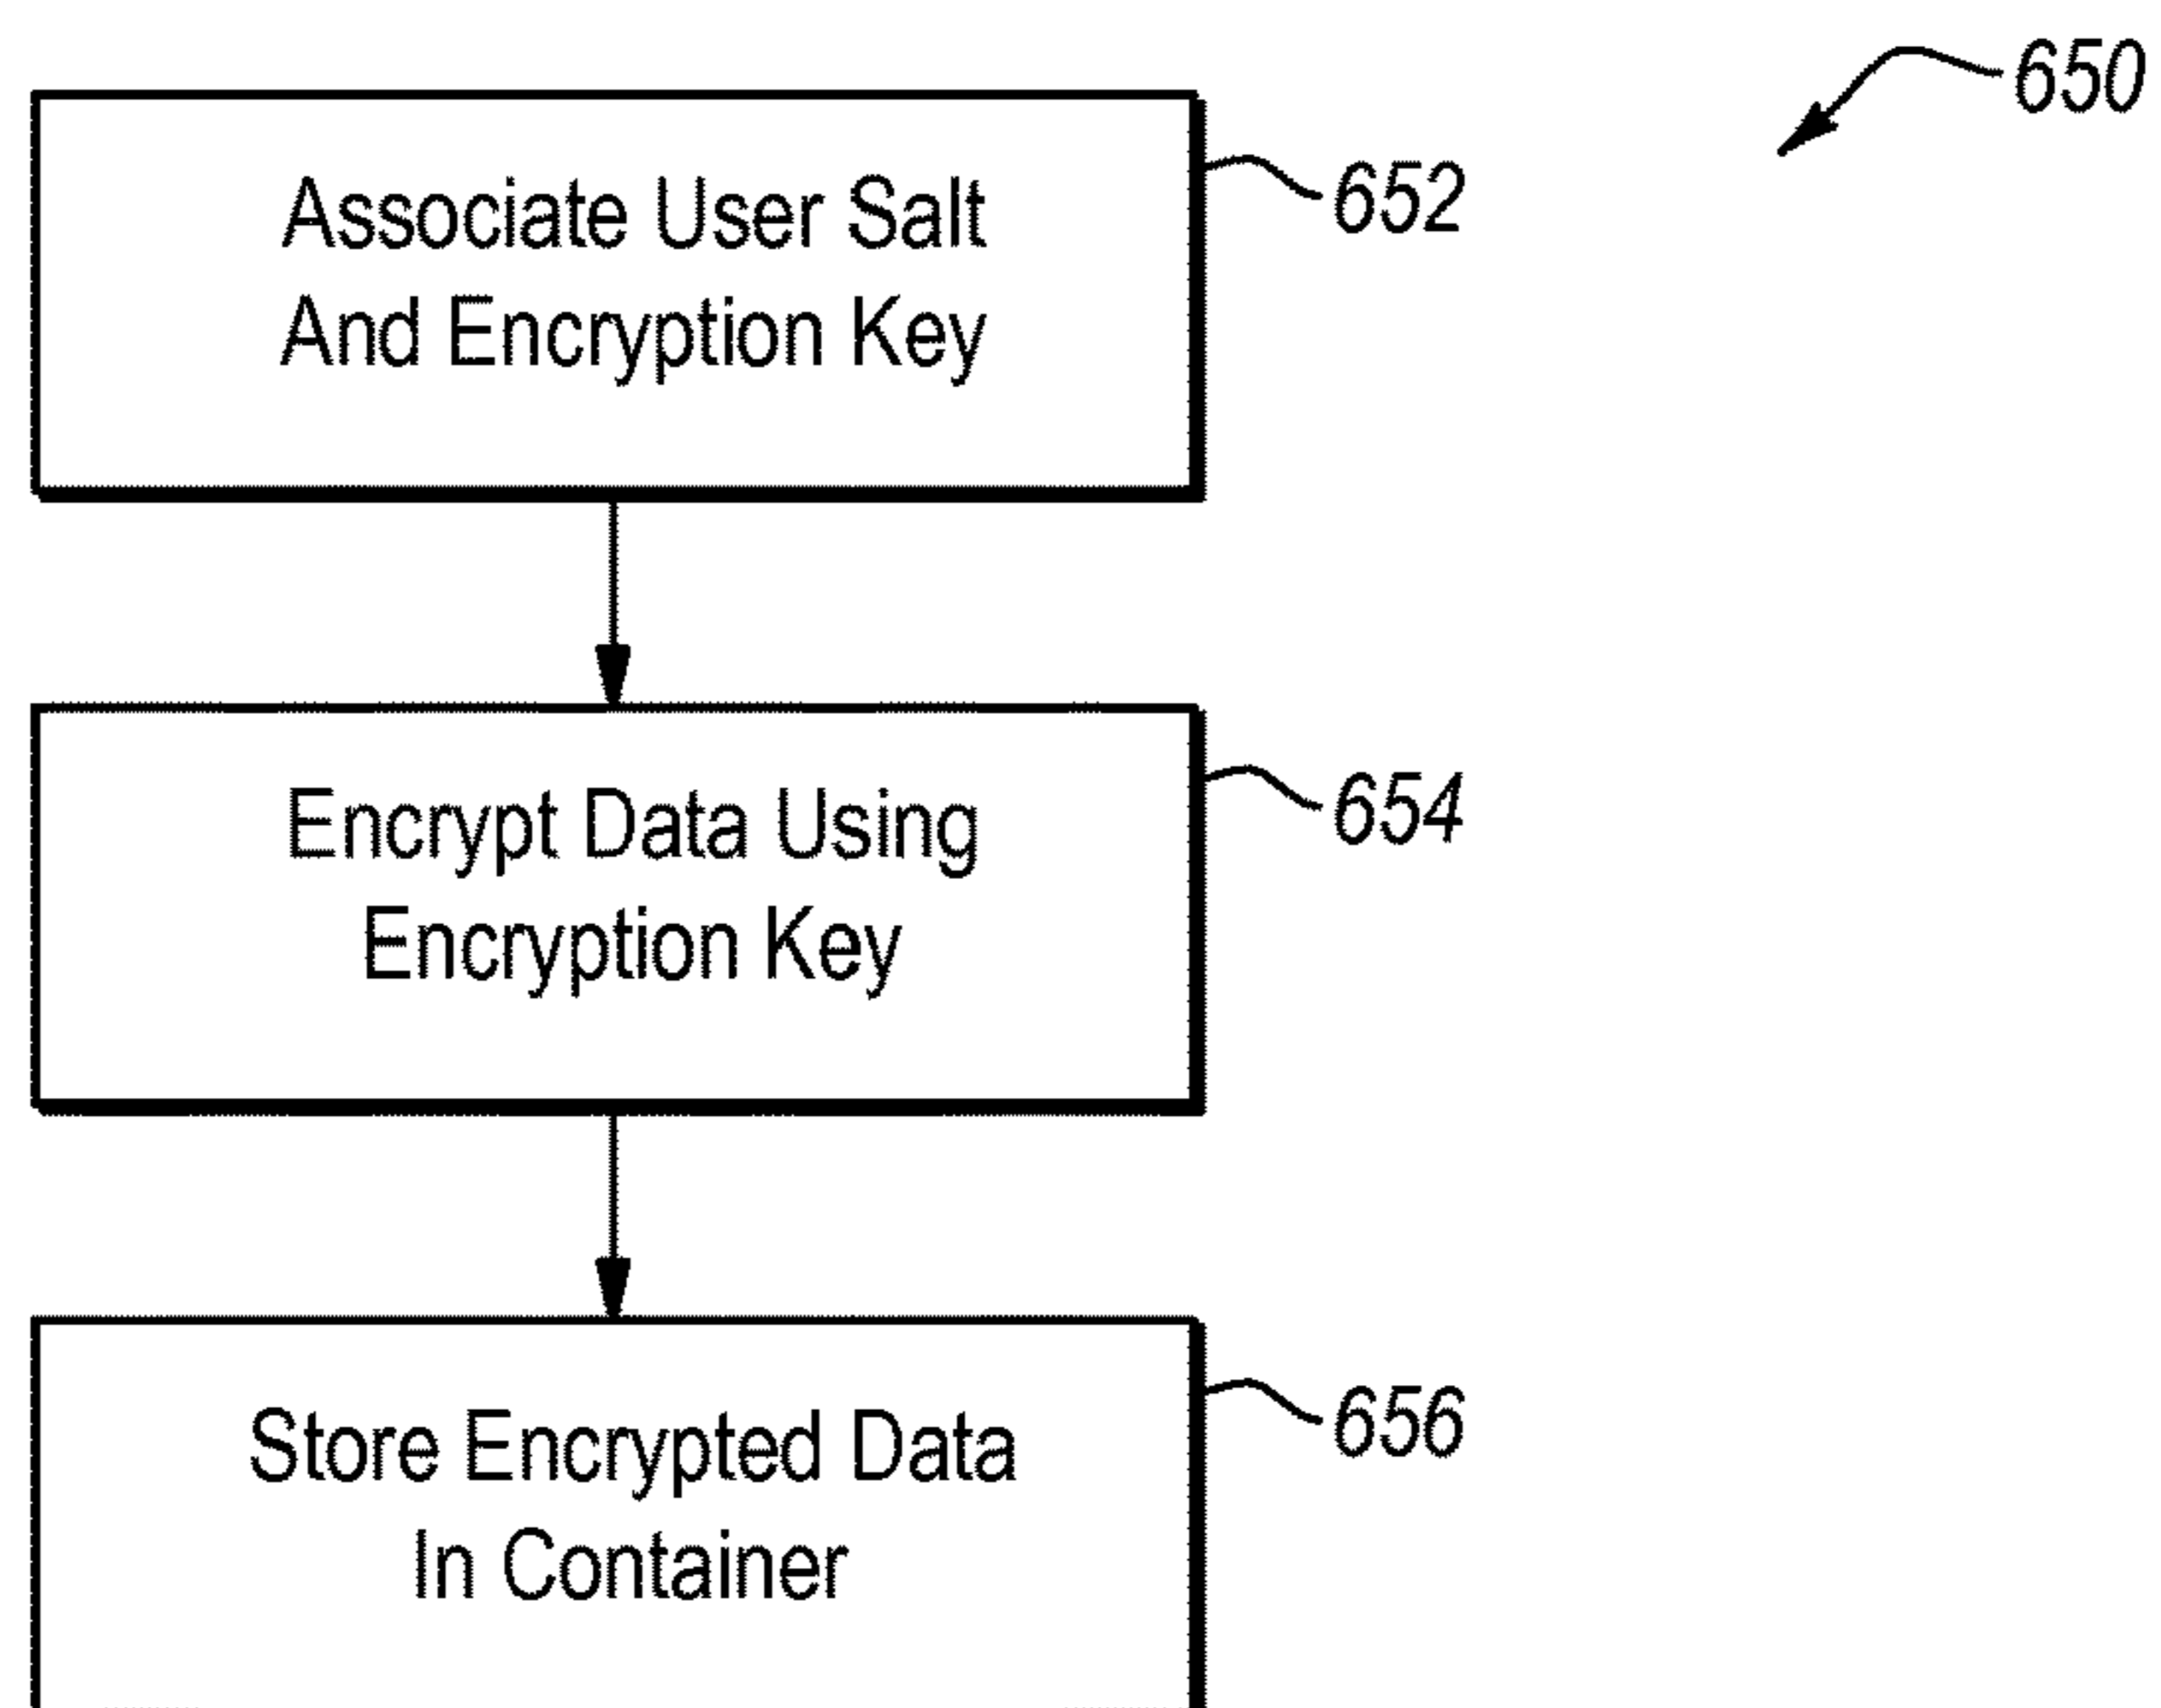 650
Associate User Salt
And Encryption Key
652
Encrypt Data Using
Encryption Key
654
Store Encrypted Data
In Container
656